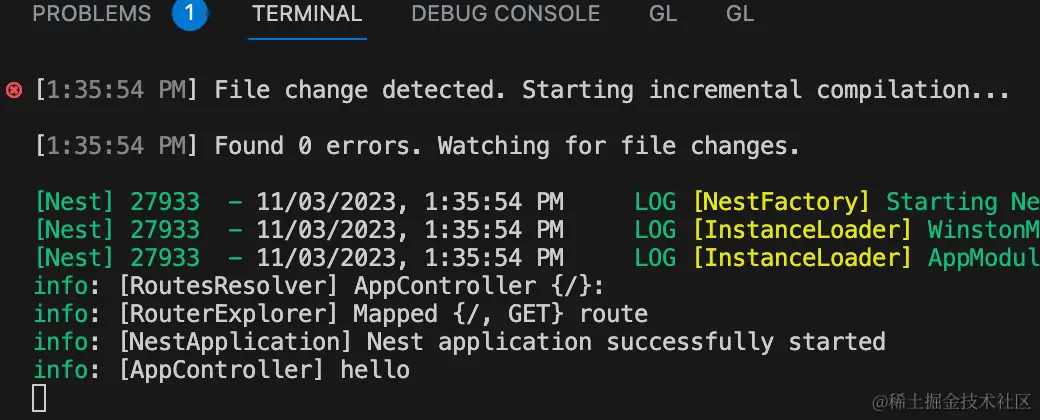 PROBLEMS 1 TERMINAL DEBUG CONSOLE GL GL
[1:35:54 PM] File change detected. Starting incremental compilation...
[1:35:54 PM] Found 0 errors. Watching for file changes.
[Nest] 27933  - 11/03/2023, 1:35:54 PM     LOG [NestFactory] Starting Ne
[Nest] 27933  - 11/03/2023, 1:35:54 PM     LOG [InstanceLoader] WinstonM
[Nest] 27933  - 11/03/2023, 1:35:54 PM     LOG [InstanceLoader] AppModul
info: [RoutesResolver] AppController {/}:
info: [RouterExplorer] Mapped {/, GET} route
info: [NestApplication] Nest application successfully started
info: [AppController] hello
@稀土掘金技术社区